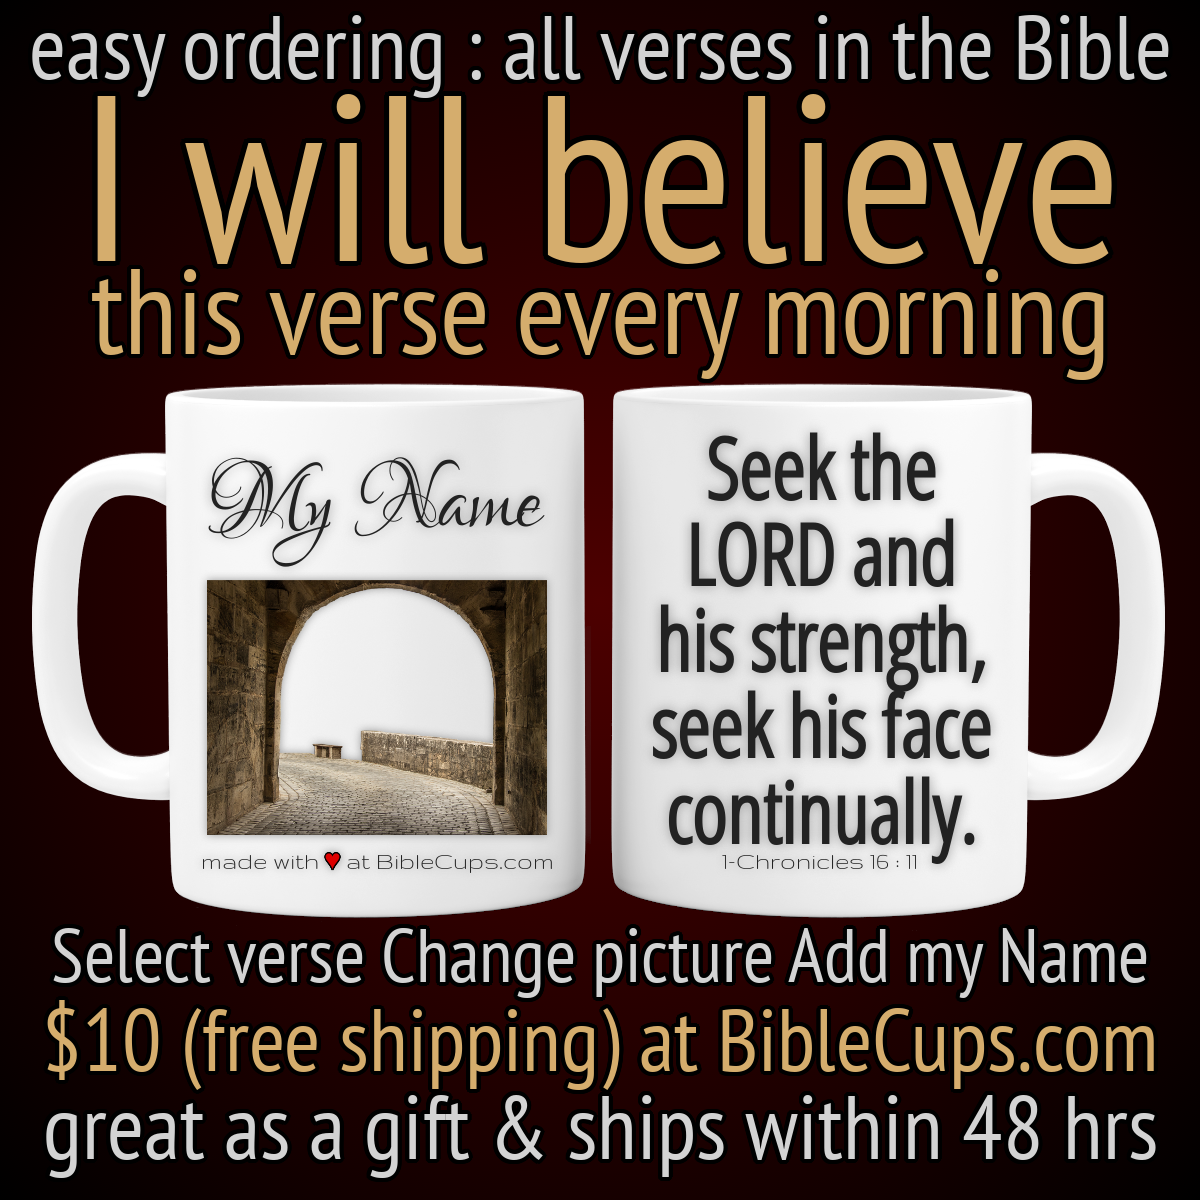 easy ordering : all verses in the Bible
I will believe
this verse every morning
My Name
made with ♥ at BibleCups.com
Seek the
LORD and
his strength,
seek his face
continually.
1-Chronicles 16 : 11
Select verse Change picture Add my Name
$10 (free shipping) at BibleCups.com
great as a gift & ships within 48 hrs